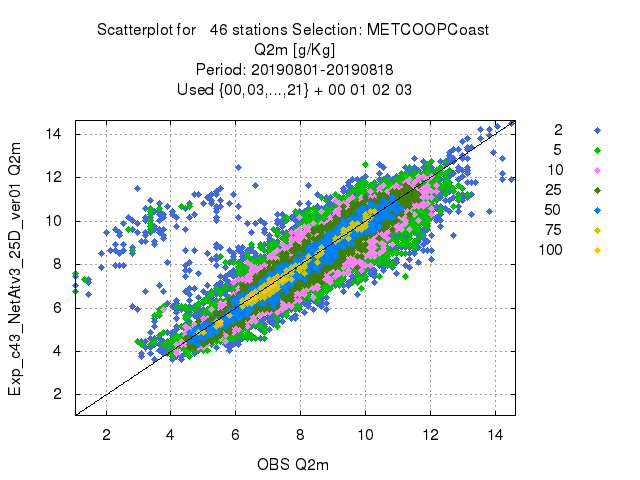 Scatterplot for 46 stations Selection: METCOOPCoast
Q2m [g/Kg]
Period: 20190801-20190818
Used {00,03,...,21} + 00 01 02 03
Exp_c43_NetAtv3_25D_ver01 Q2m
14
12
10
8
6
4
2
2 4 6 8 10 12 14
OBS Q2m
2
5
10
25
50
75
100